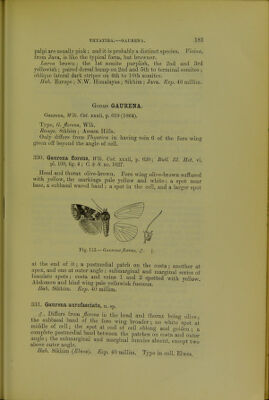 THYATIRA.—GAURENA. 181
palpi are usually pink; and it is probably a distinct species. Vicina,
from Java, is like the typical form, but browner.
Larva brown; the 1st somite purplish, the 2nd and 3rd
yellowish; paired dorsal hump on 2nd and 5th to terminal somites;
oblique lateral dark stripes on 4th to 10th somites.
Hab. Europe; N.W. Himalayas; Sikhim; Java. Exp. 40 millim.
Genus GAURENA.
Gaurena, Wlk. Cat. xxxii, p. 619 (1865).
Type, G. florens, Wlk.
Range. Sikhim; Assam Hills.
Only differs from Thyatira in having vein 6 of the fore wing
given off beyond the angle of cell.
330. Gaurena florens, Wlk. Cat. xxxii, p. 620; Butl. Ill. Het. vi,
pl. 109, fig. 4; C. & S. no. 1627.
Head and thorax olive-brown. Fore wing olive-brown suffused
with yellow, the markings pale yellow and white: a spot near
base, a subbasal waved band; a spot in the cell, and a larger spot
Fig. 113.—Gaurena florens, ♂.
at the end of it; a postmedial patch on the costa; another at
apex, and one at outer angle; submarginal and marginal series of
lunulate spots; costa and veins 1 and 2 spotted with yellow.
Abdomen and hind wing pale yellowish fuscous.
Hab. Sikhim. Exp. 40 millim.
331. Gaurena aurofasciata, n. sp.
♂. Differs from florens in the head and thorax being olive;
the subbasal band of the fore wing broader; no white spot at
middle of cell; the spot at end of cell oblong and golden; a
complete postmedial band between the patches on costa and outer
angle; the submarginal and marginal lunules absent, except two
above outer angle.
Hab. Sikhim (Elwes). Exp. 40 millim. Type in coll. Elwes.